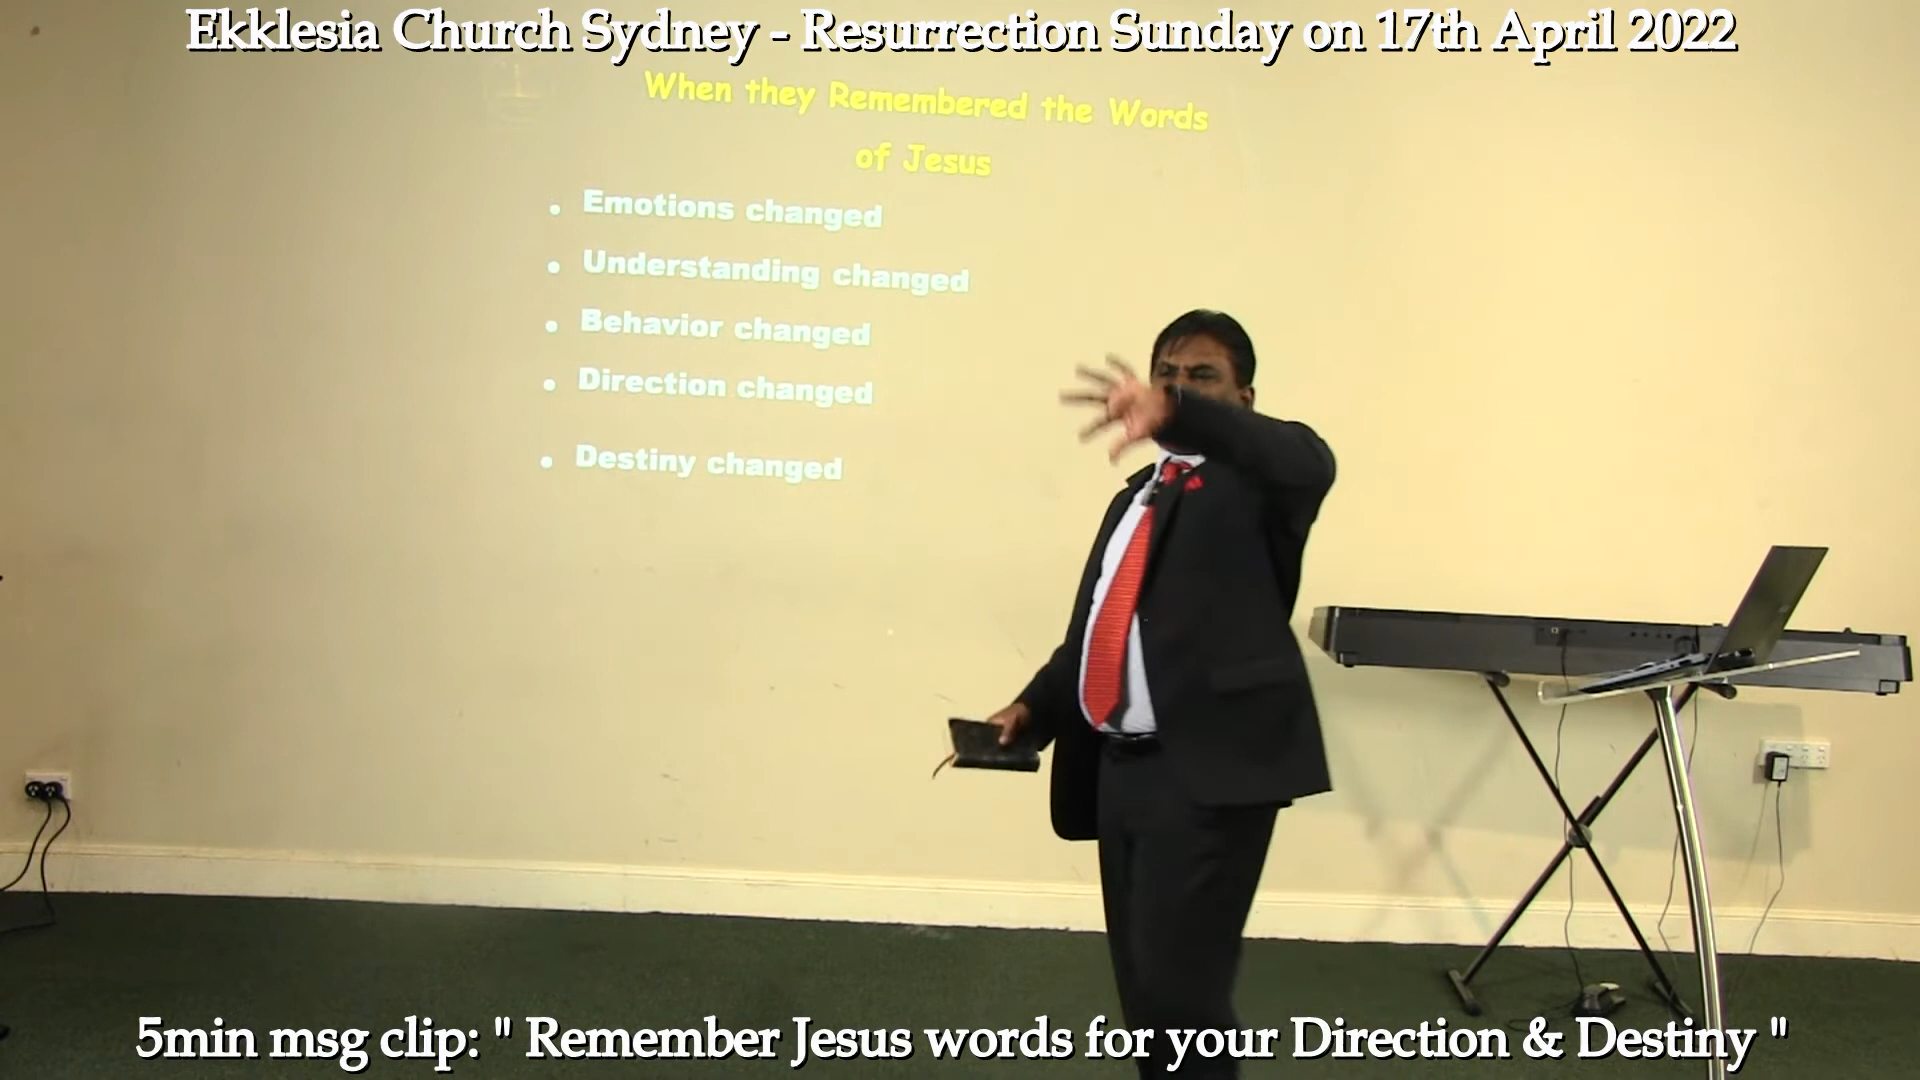 Ekklesia Church Sydney - Resurrection Sunday on 17th April 2022
When they Remembered the Words
of Jesus
• Emotions changed
• Understanding changed
• Behavior changed
• Direction changed
• Destiny changed
5min msg clip: " Remember Jesus words for your Direction & Destiny "